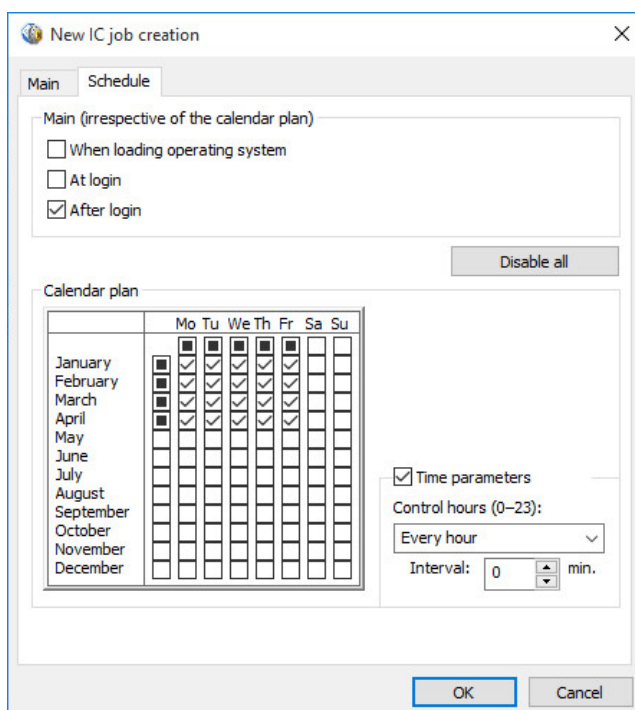 New IC job creation
Main Schedule
Main (irrespective of the calendar plan)
When loading operating system
At login
After login
Disable all
Calendar plan
Mo Tu We Th Fr Sa Su
January
February
March
April
May
June
July
August
September
October
November
December
Time parameters
Control hours (0–23):
Every hour
Interval: 0 min.
OK Cancel